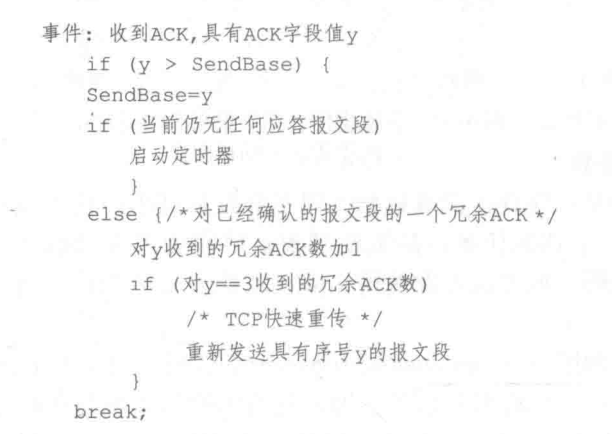 事件: 收到ACK,具有ACK字段值y
if (y > SendBase) {
SendBase=y
if (当前仍无任何应答报文段)
启动定时器
}
else {/*对已经确认的报文段的一个冗余ACK*/
对y收到的冗余ACK数加1
if (对y==3收到的冗余ACK数)
/* TCP快速重传 */
重新发送具有序号y的报文段
}
break;